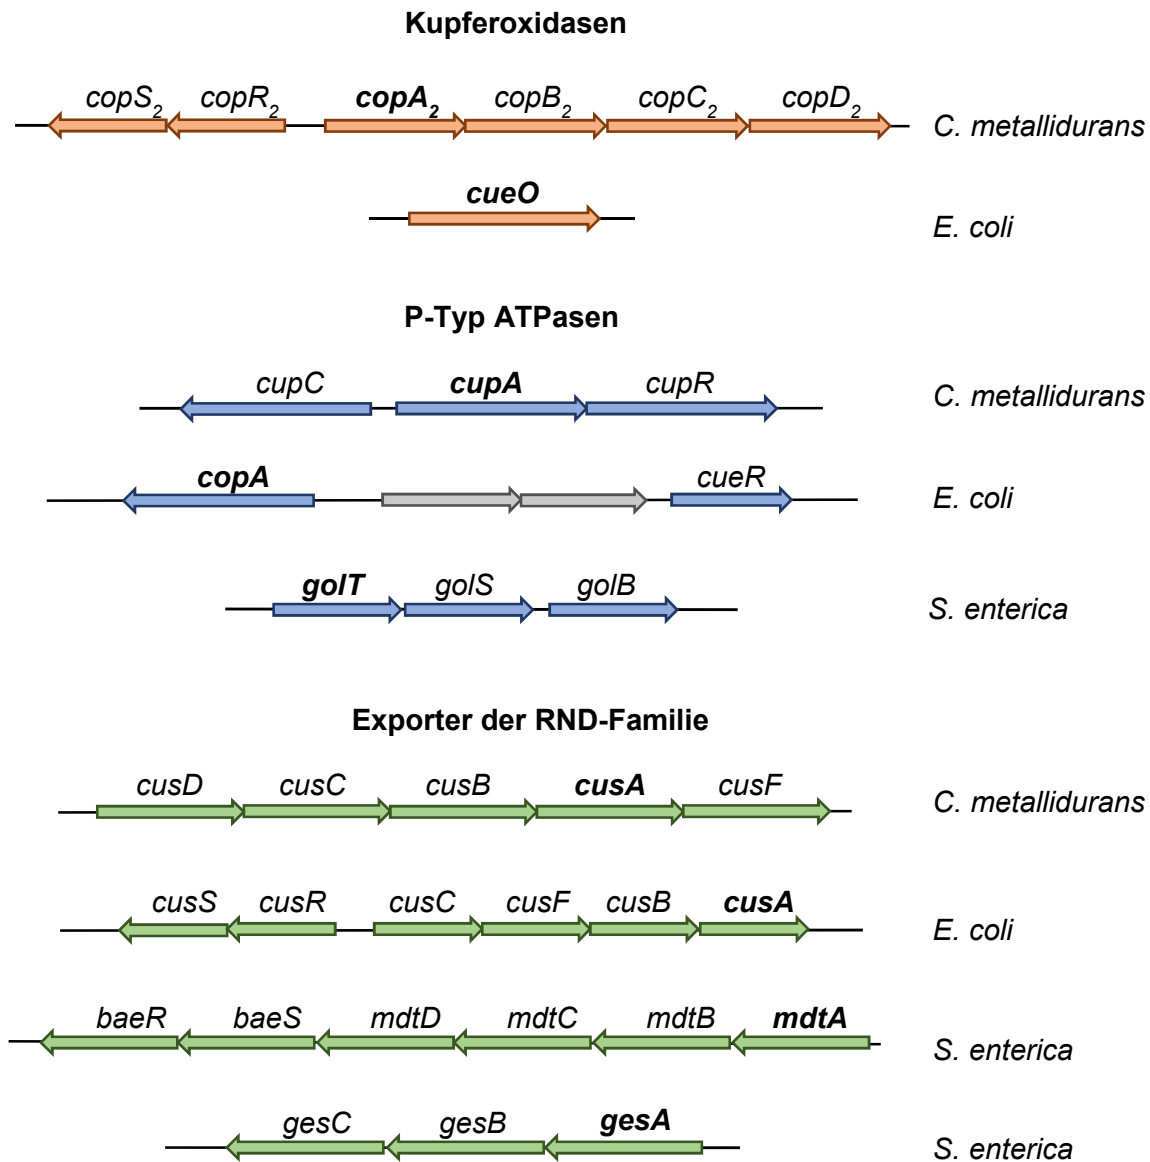 Kupferoxidasen
copS₂ copR₂ copA₂ copB₂ copC₂ copD₂
C. metallidurans
cueO
E. coli
P-Typ ATPasen
cupC cupA cupR
C. metallidurans
copA cueR
E. coli
golT golS golB
S. enterica
Exporter der RND-Familie
cusD cusC cusB cusA cusF
C. metallidurans
cusS cusR cusC cusF cusB cusA
E. coli
baeR baeS mdtD mdtC mdtB mdtA
S. enterica
gesC gesB gesA
S. enterica